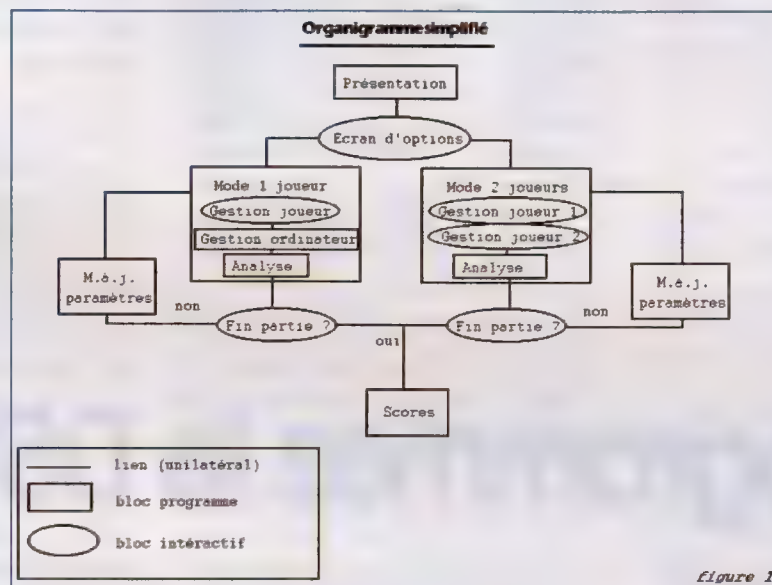 Organigramme simplifié
Présentation
Ecran d'options
Mode 1 joueur
Gestion joueur
Gestion ordinateur
Analyse
Mode 2 joueurs
Gestion joueur 1
Gestion joueur 2
Analyse
M.à.j.
paramètres
M.à.j.
paramètres
non
Fin partie ?
oui
Fin partie ?
non
Scores
lien (unilatéral)
bloc programme
bloc intéractif
figure 1